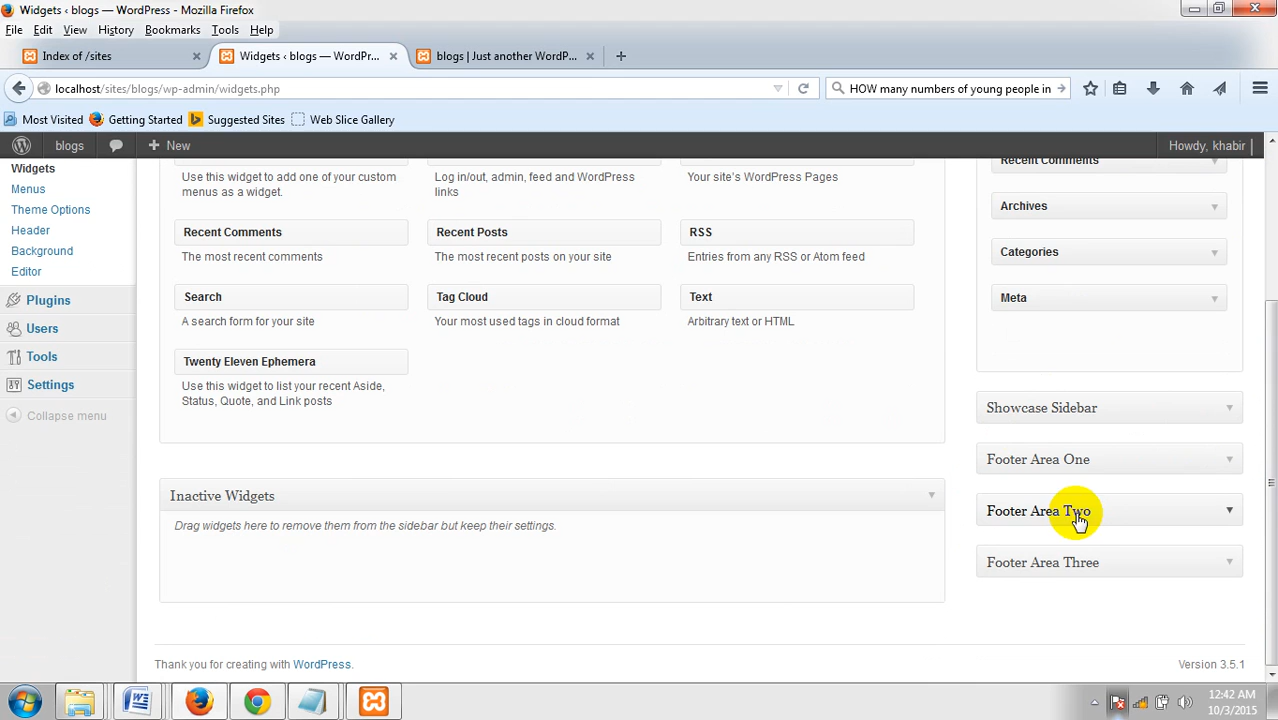 Widgets ‹ blogs — WordPress - Mozilla Firefox
File Edit View History Bookmarks Tools Help
Index of /sites
Widgets ‹ blogs — WordPr...
blogs | Just another WordP...
localhost/sites/blogs/wp-admin/widgets.php
HOW many numbers of young people in
Most Visited Getting Started Suggested Sites Web Slice Gallery
blogs New Howdy, khabir
Widgets
Menus
Theme Options
Header
Background
Editor
Plugins
Users
Tools
Settings
Collapse menu
Use this widget to add one of your custom
menus as a widget.
Log in/out, admin, feed and WordPress
links
Your site's WordPress Pages
Recent Comments
The most recent comments
Recent Posts
The most recent posts on your site
RSS
Entries from any RSS or Atom feed
Search
A search form for your site
Tag Cloud
Your most used tags in cloud format
Text
Arbitrary text or HTML
Twenty Eleven Ephemera
Use this widget to list your recent Aside,
Status, Quote, and Link posts
Inactive Widgets
Drag widgets here to remove them from the sidebar but keep their settings.
Recent Comments
Archives
Categories
Meta
Showcase Sidebar
Footer Area One
Footer Area Two
Footer Area Three
Thank you for creating with WordPress.
Version 3.5.1
12:42 AM
10/3/2015